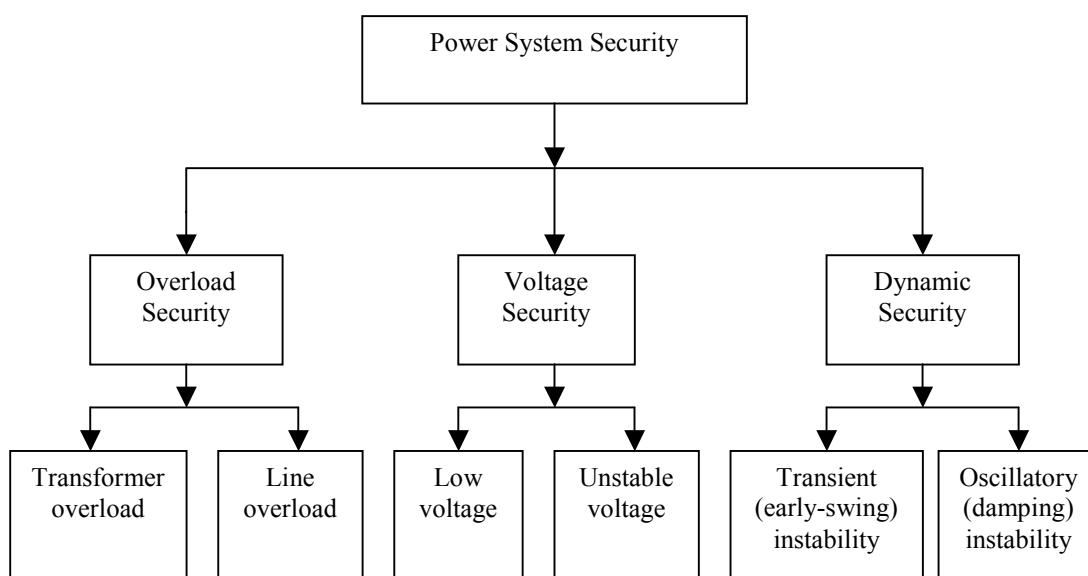 Power System Security
Overload
Security
Voltage
Security
Dynamic
Security
Transformer
overload
Line
overload
Low
voltage
Unstable
voltage
Transient
(early-swing)
instability
Oscillatory
(damping)
instability